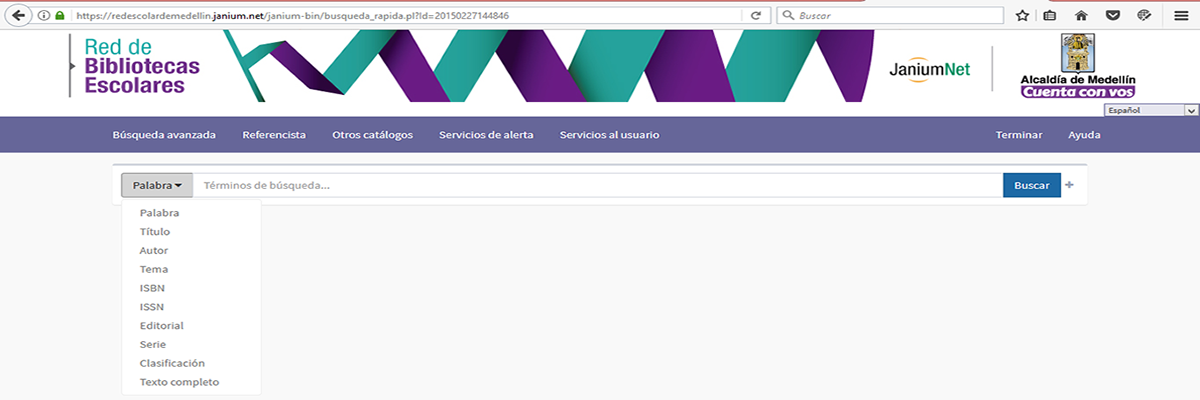 https://redescolardemedellin.janium.net/janium-bin/busqueda_rapida.pl?Id=20150227144846
Buscar
Red de
Bibliotecas
Escolares
JaniumNet
Alcaldía de Medellín
Cuenta con vos
Español
Búsqueda avanzada Referencista Otros catálogos Servicios de alerta Servicios al usuario Terminar Ayuda
Palabra Términos de búsqueda... Buscar +
Palabra
Título
Autor
Tema
ISBN
ISSN
Editorial
Serie
Clasificación
Texto completo